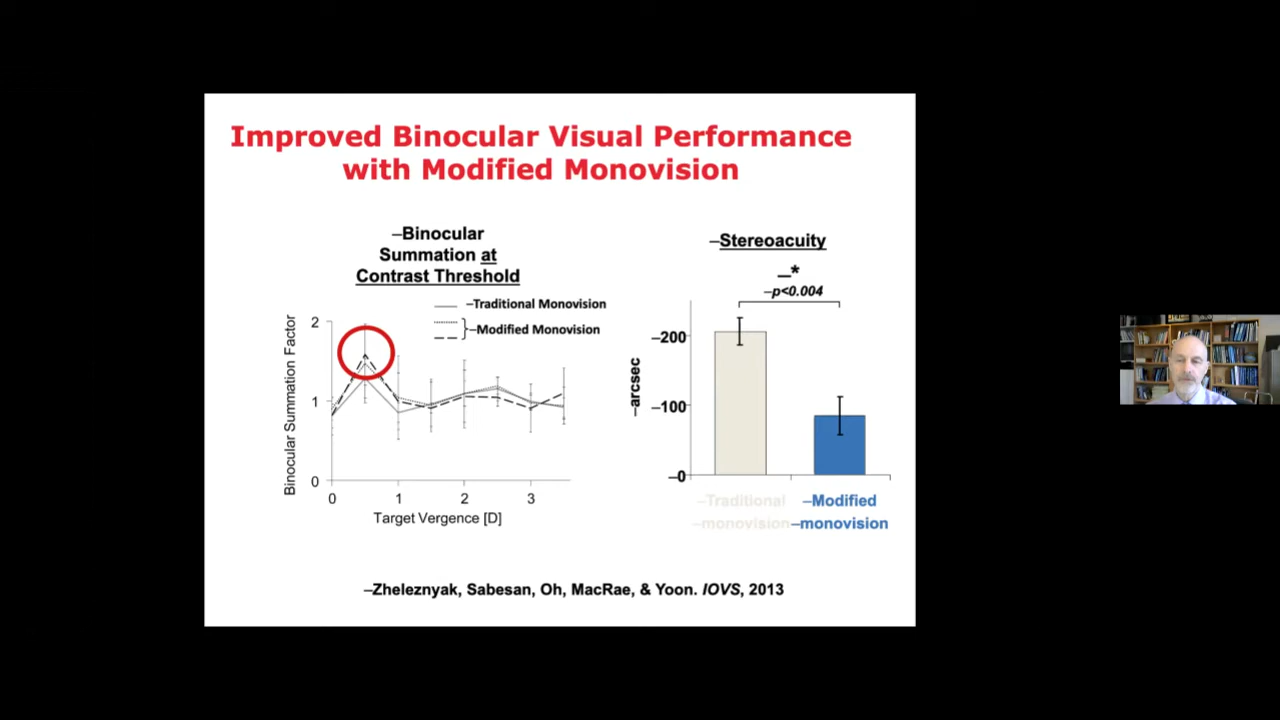 Improved Binocular Visual Performance
with Modified Monovision
–Binocular
Summation at
Contrast Threshold
–Traditional Monovision
–Modified Monovision
Binocular Summation Factor
2
1
0
0
1
2
3
Target Vergence [D]
–Stereoacuity
–*
–p<0.004
–arcsec
–200
–100
–0
–Traditional
–monovision
–Modified
–monovision
–Zheleznyak, Sabesan, Oh, MacRae, & Yoon. IOVS, 2013